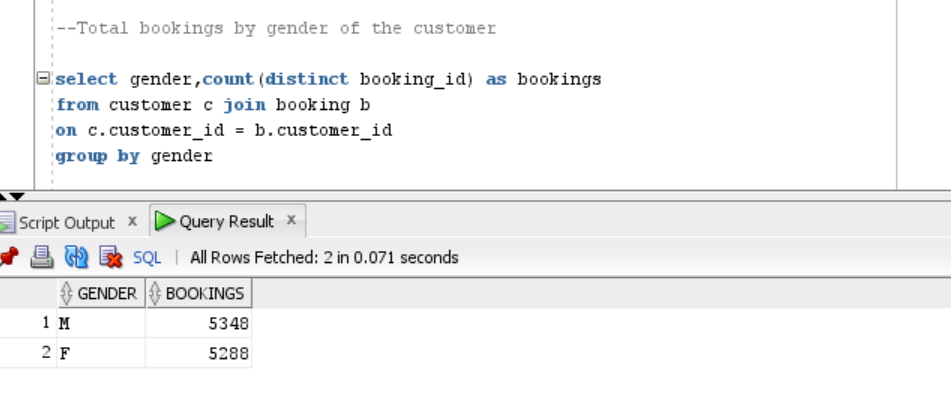 --Total bookings by gender of the customer
select gender,count(distinct booking_id) as bookings
from customer c join booking b
on c.customer_id = b.customer_id
group by gender
Script Output x Query Result x
SQL | All Rows Fetched: 2 in 0.071 seconds
GENDER BOOKINGS
1 M 5348
2 F 5288